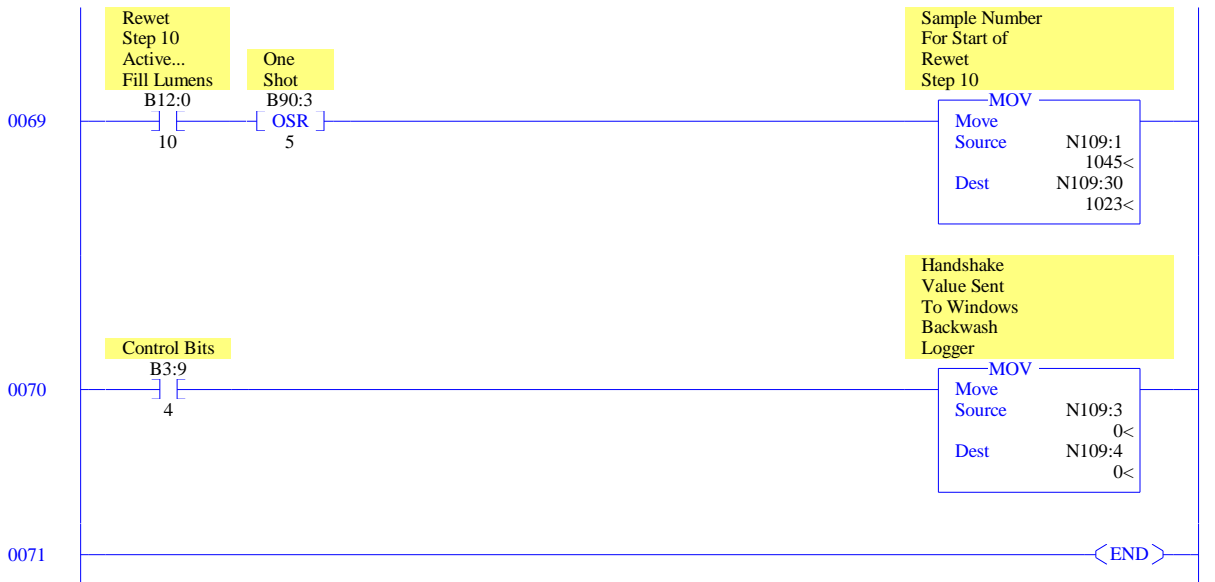 Rewet
Step 10
Active...
Fill Lumens
B12:0
10
One
Shot
B90:3
OSR
5
Sample Number
For Start of
Rewet
Step 10
0069
MOV
Move
Source N109:1
1045<
Dest N109:30
1023<
Handshake
Value Sent
To Windows
Backwash
Logger
Control Bits
B3:9
4
0070
MOV
Move
Source N109:3
0<
Dest N109:4
0<
0071
END